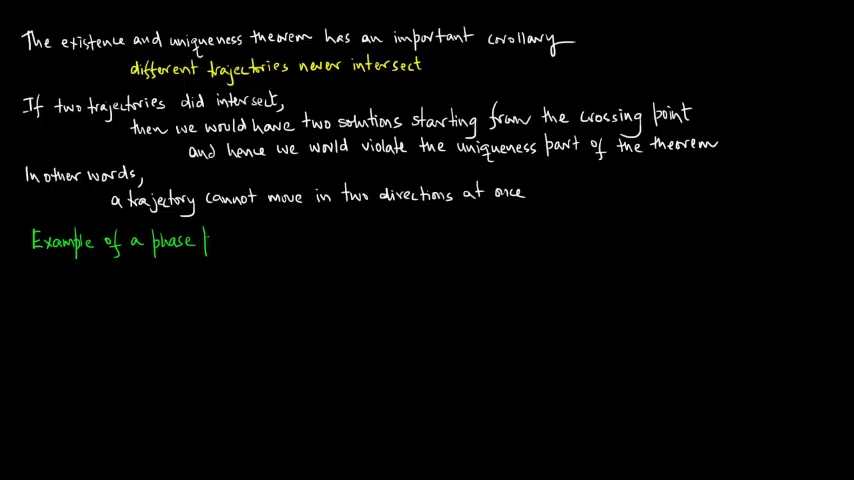 The existence and uniqueness theorem has an important corollary
different trajectories never intersect
If two trajectories did intersect,
then we would have two solutions starting from the crossing point
and hence we would violate the uniqueness part of the theorem
In other words,
a trajectory cannot move in two directions at once
Example of a phase